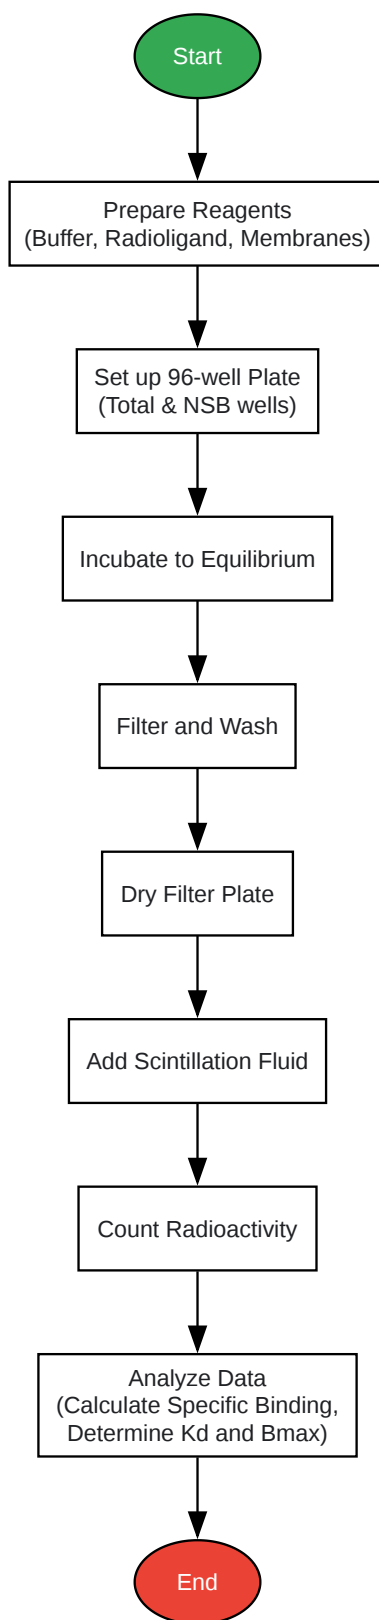 Start
Prepare Reagents
(Buffer, Radioligand, Membranes)
Set up 96-well Plate
(Total & NSB wells)
Incubate to Equilibrium
Filter and Wash
Dry Filter Plate
Add Scintillation Fluid
Count Radioactivity
Analyze Data
(Calculate Specific Binding,
Determine Kd and Bmax)
End